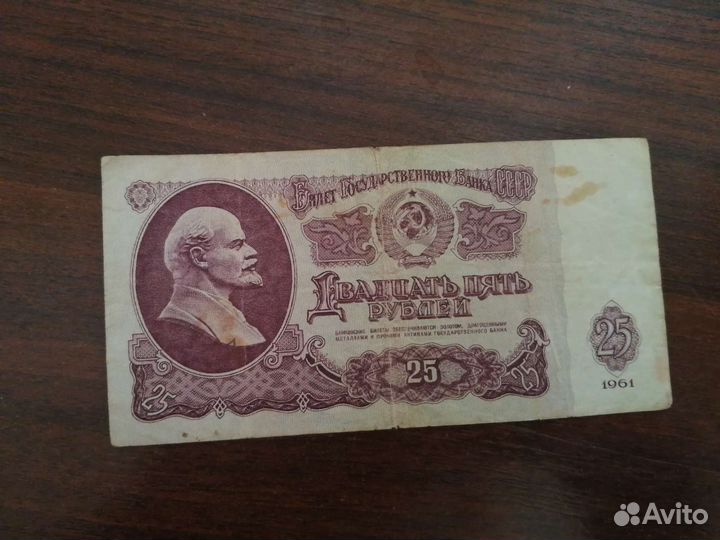 Билет Государственного Банка СССР
Двадцать пять
рублей
БАНКОВСКИЕ БИЛЕТЫ ОБЕСПЕЧИВАЮТСЯ ЗОЛОТОМ, ДРАГОЦЕННЫМИ
МЕТАЛЛАМИ И ПРОЧИМИ АКТИВАМИ ГОСУДАРСТВЕННОГО БАНКА
25
1961
25
25
25
Avito